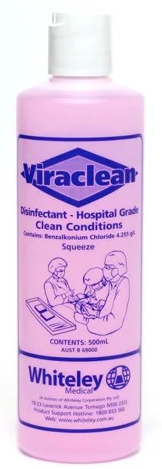 Viraclean
Disinfectant - Hospital Grade
Clean Conditions
Contains: Benzalkonium Chloride 4.255 g/L
Squeeze
CONTENTS: 500mL
AUST R 69000
Whiteley
Medical
(A division of Whiteley Corporation Pty Ltd)
19-23 Laverick Avenue Tomago NSW 2322
Product Support Hotline: 1800 833 566
Web: www.whiteley.com.au